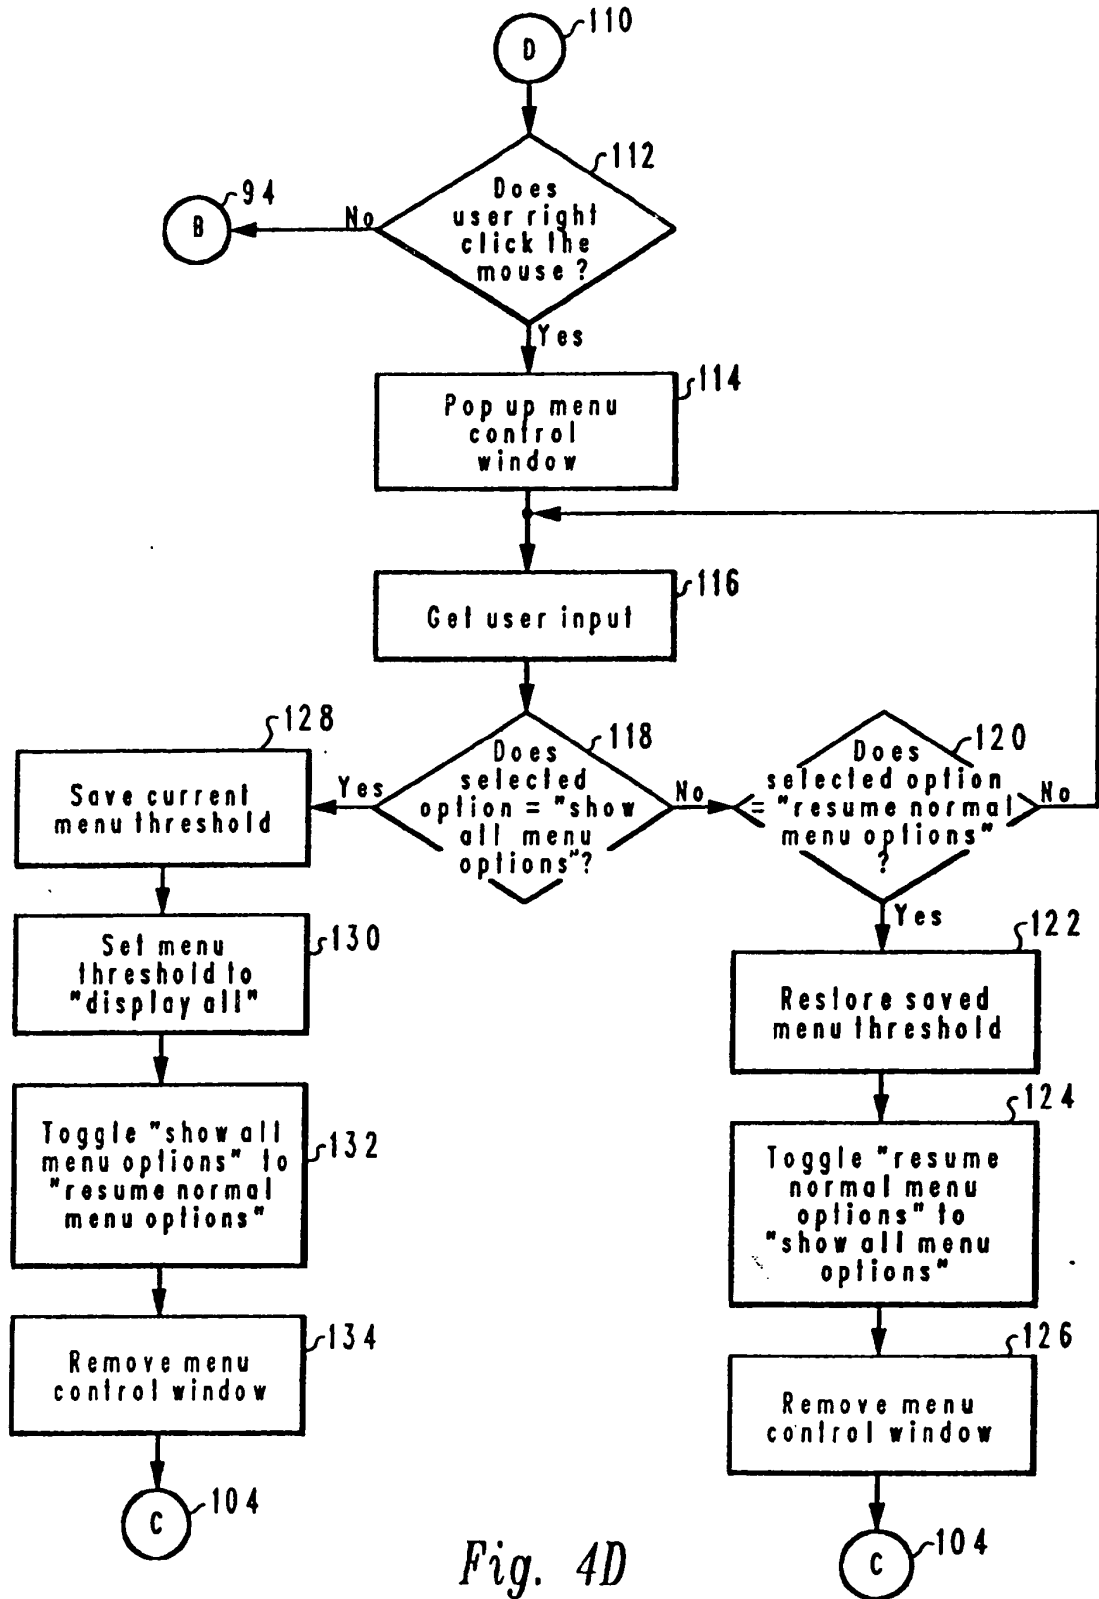 D
110
112
Does
user right
click the
mouse?
94
B
No
Yes
114
Pop up menu
control
window
116
Get user input
118
Does
selected
option = "show
all menu
options"?
Yes
No
120
Does
selected option
= "resume normal
menu options"
?
No
Yes
128
Save current
menu threshold
130
Set menu
threshold to
"display all"
132
Toggle "show all
menu options" to
"resume normal
menu options"
134
Remove menu
control window
C
104
122
Restore saved
menu threshold
124
Toggle "resume
normal menu
options" to
"show all menu
options"
126
Remove menu
control window
C
104
Fig. 4D